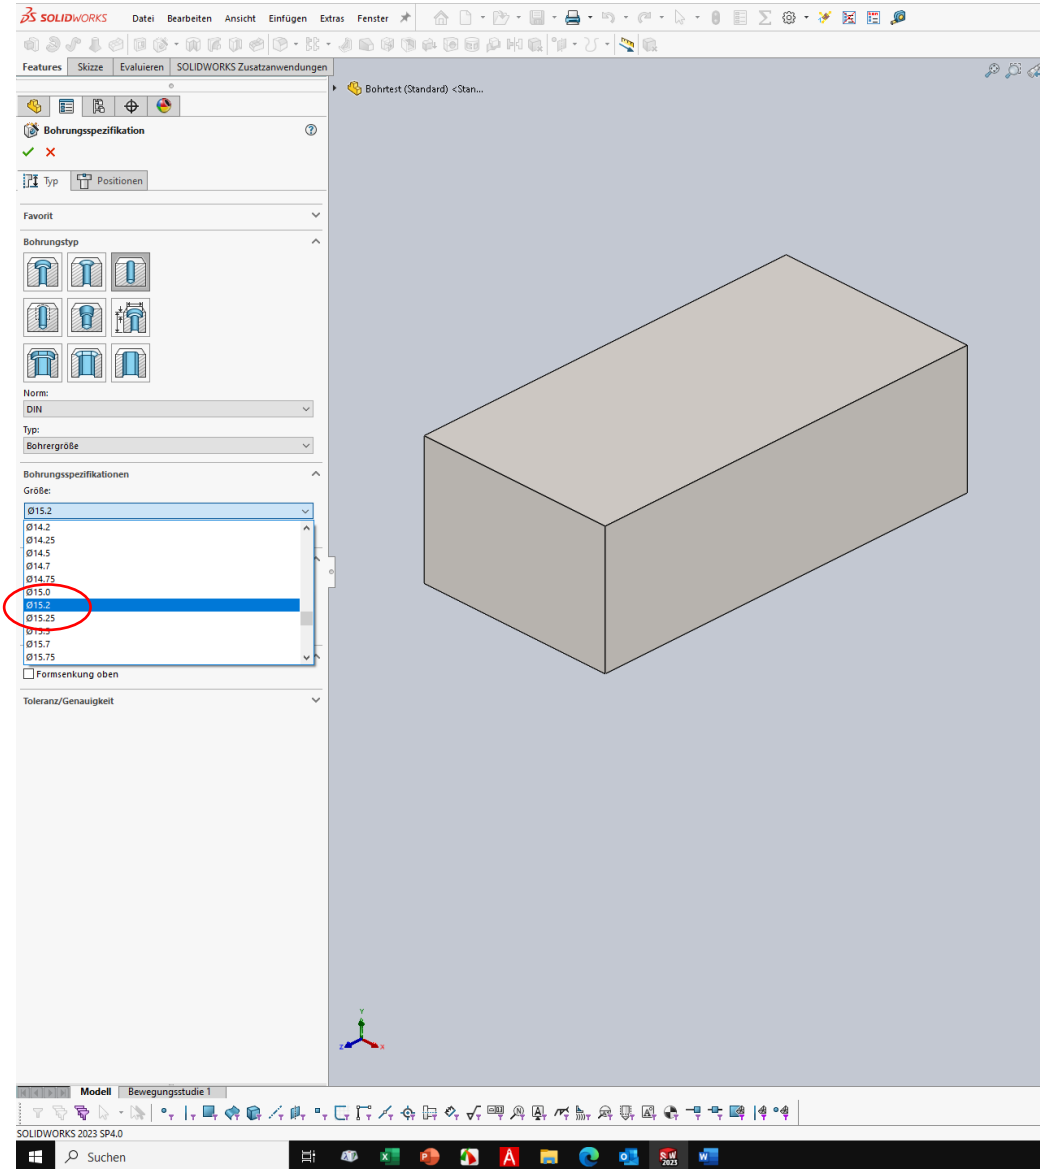 SOLIDWORKS Datei Bearbeiten Ansicht Einfügen Extras Fenster
Features Skizze Evaluieren SOLIDWORKS Zusatzanwendungen
Bohrtest (Standard) <Stan...
Bohrungsspezifikation
Typ Positionen
Favorit
Bohrungstyp
Norm:
DIN
Typ:
Bohrergröße
Bohrungsspezifikationen
Größe:
Ø15.2
Ø14.2
Ø14.25
Ø14.5
Ø14.7
Ø14.75
Ø15.0
Ø15.2
Ø15.25
Ø15.5
Ø15.7
Ø15.75
Formsenkung oben
Toleranz/Genauigkeit
Y
Z X
Modell Bewegungsstudie 1
SOLIDWORKS 2023 SP4.0
Suchen